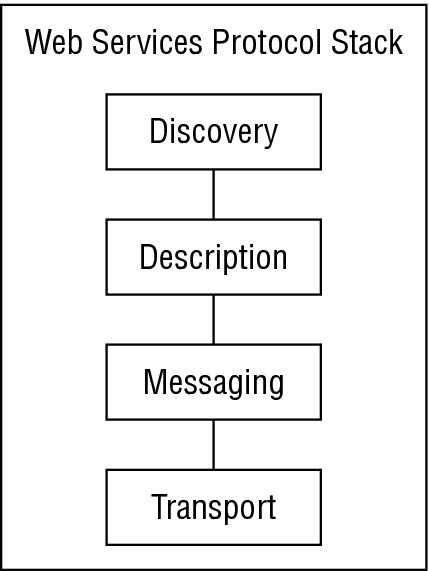 Web Services Protocol Stack
Discovery
Description
Messaging
Transport